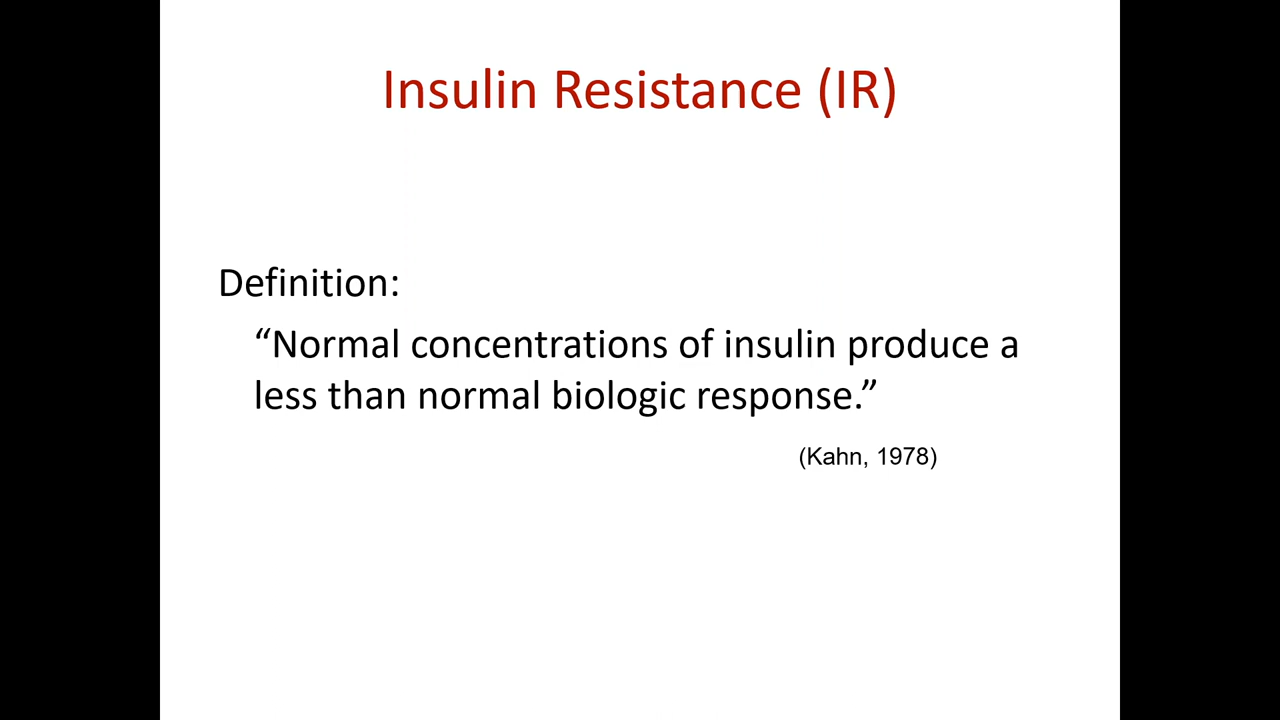 Insulin Resistance (IR)
Definition:
“Normal concentrations of insulin produce a
less than normal biologic response.”
(Kahn, 1978)